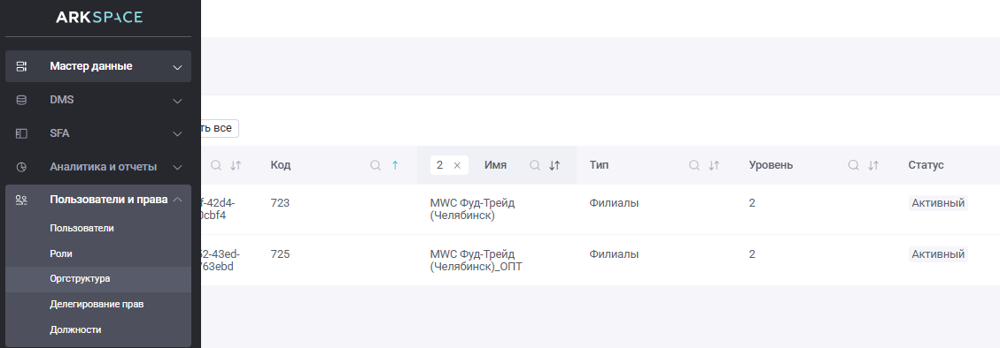 ARKSPACE
Мастер данные
DMS
SFA
Аналитика и отчеты
Пользователи и права
Пользователи
Роли
Оргструктура
Делегирование прав
Должности
ть все
Код
2 × Имя
Тип
Уровень
Статус
f-42d4-
0cbf4
723
MWC Фуд-Трейд
(Челябинск)
Филиалы
2
Активный
52-43ed-
763ebd
725
MWC Фуд-Трейд
(Челябинск)_ОПТ
Филиалы
2
Активный